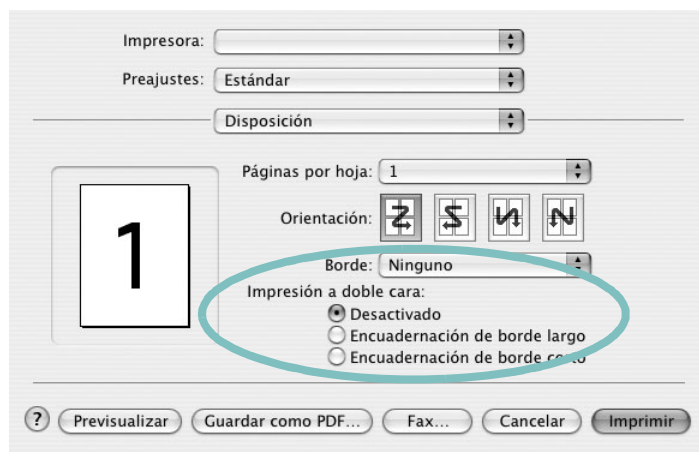 Impresora:
Preajustes: Estándar
Disposición
Páginas por hoja: 1
1
Orientación:
Borde: Ninguno
Impresión a doble cara:
Desactivado
Encuadernación de borde largo
Encuadernación de borde corto
? Previsualizar Guardar como PDF... Fax... Cancelar Imprimir